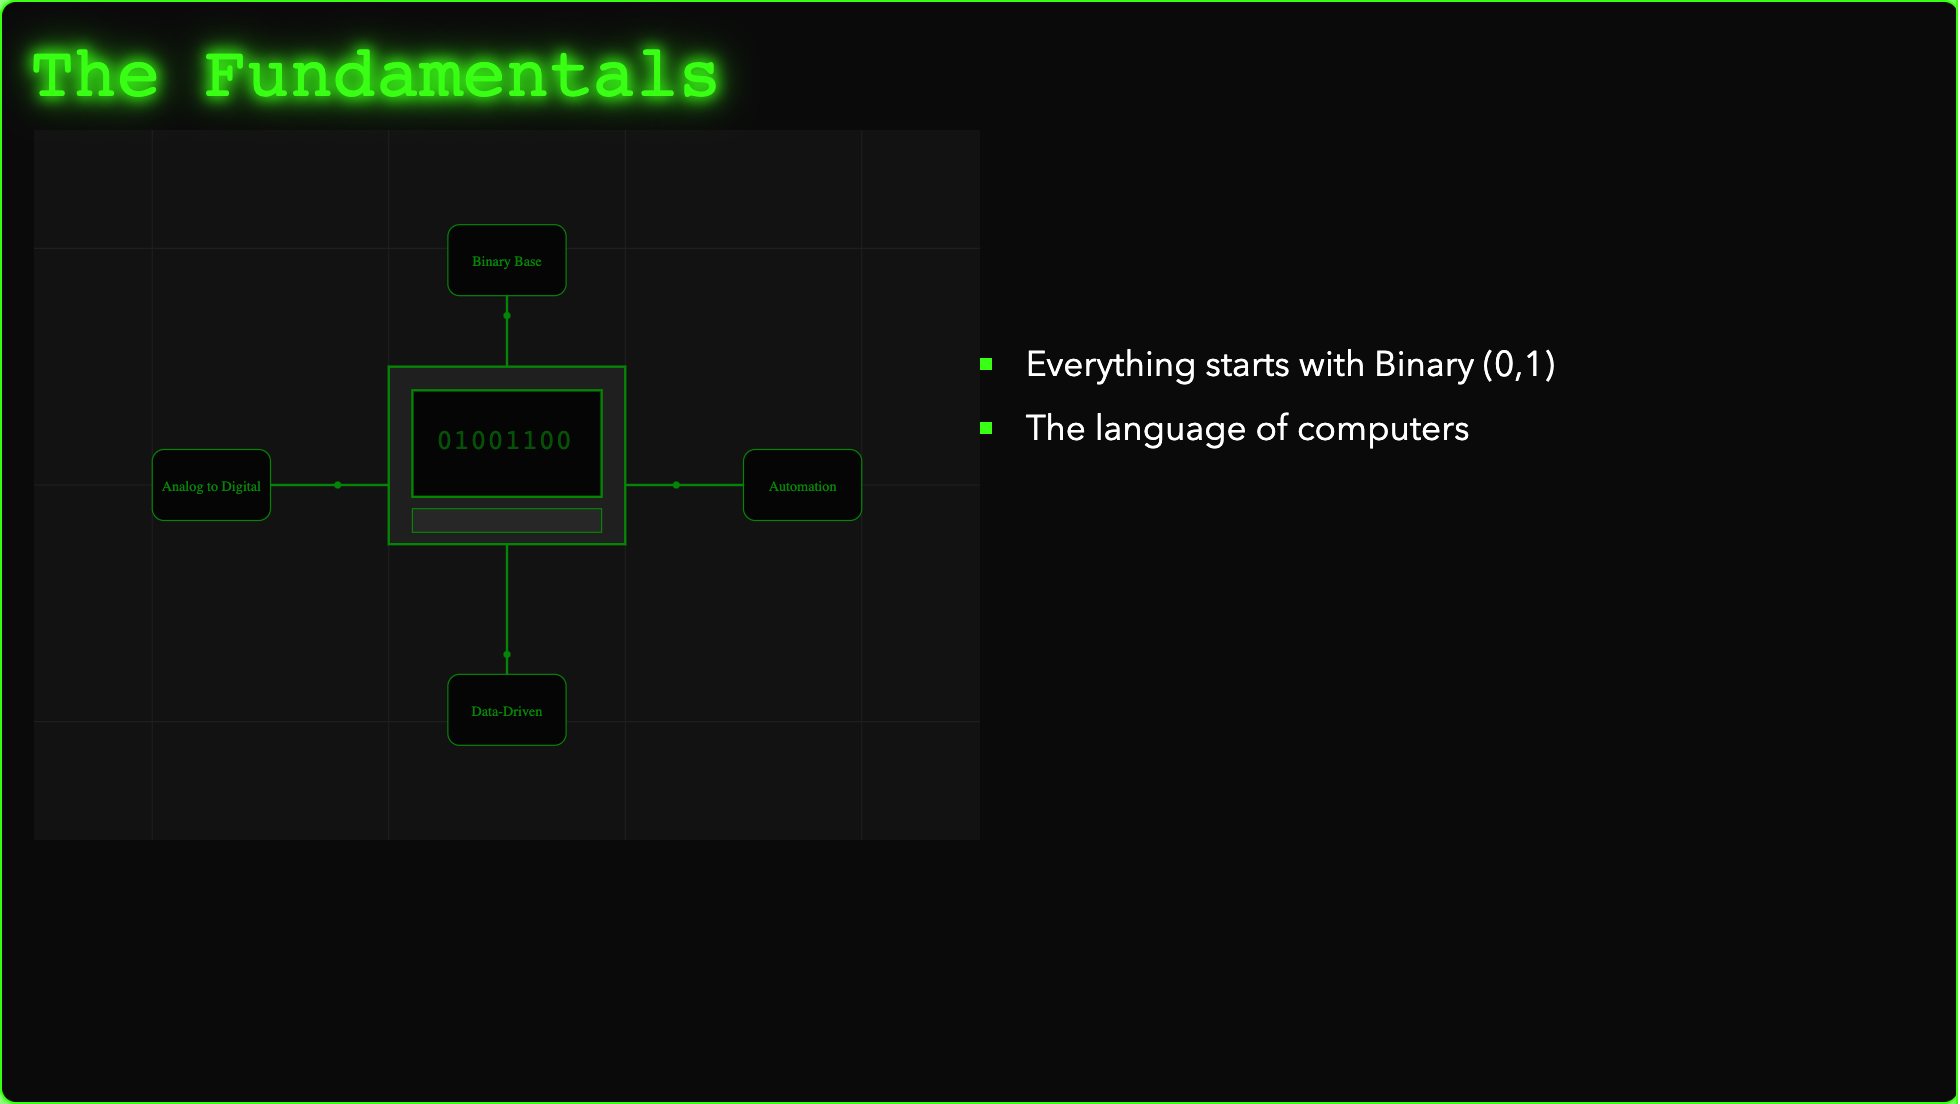 The Fundamentals
Binary Base
01001100
Analog to Digital
Automation
Data-Driven
Everything starts with Binary (0,1)
The language of computers